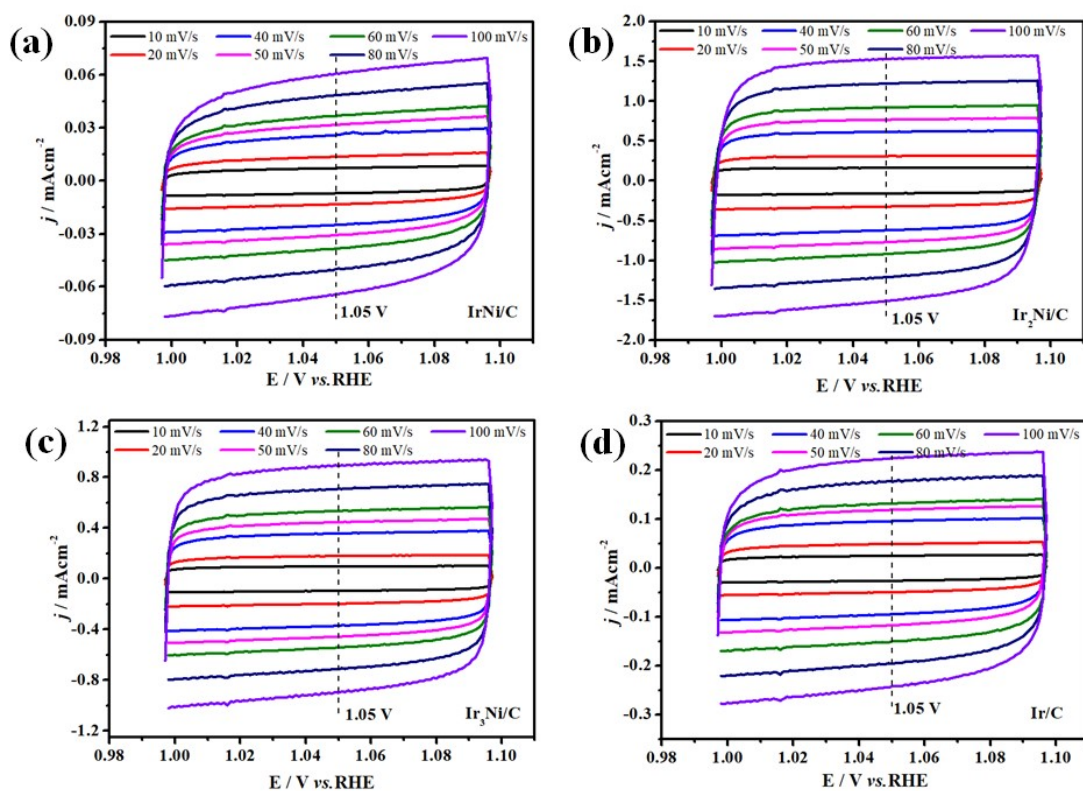 (a)
10 mV/s 40 mV/s 60 mV/s 100 mV/s
20 mV/s 50 mV/s 80 mV/s
0.09
0.06
0.03
0.00
-0.03
-0.06
-0.09
j / mAcm-2
1.05 V
IrNi/C
0.98 1.00 1.02 1.04 1.06 1.08 1.10
E / V vs.RHE
(b)
10 mV/s 40 mV/s 60 mV/s 100 mV/s
20 mV/s 50 mV/s 80 mV/s
2.0
1.5
1.0
0.5
0.0
-0.5
-1.0
-1.5
-2.0
j / mAcm-2
1.05 V
Ir2Ni/C
0.98 1.00 1.02 1.04 1.06 1.08 1.10
E / V vs.RHE
(c)
10 mV/s 40 mV/s 60 mV/s 100 mV/s
20 mV/s 50 mV/s 80 mV/s
1.2
0.8
0.4
0.0
-0.4
-0.8
-1.2
j / mAcm-2
1.05 V
Ir3Ni/C
0.98 1.00 1.02 1.04 1.06 1.08 1.10
E / V vs.RHE
(d)
10 mV/s 40 mV/s 60 mV/s 100 mV/s
20 mV/s 50 mV/s 80 mV/s
0.3
0.2
0.1
0.0
-0.1
-0.2
-0.3
j / mAcm-2
1.05 V
Ir/C
0.98 1.00 1.02 1.04 1.06 1.08 1.10
E / V vs.RHE